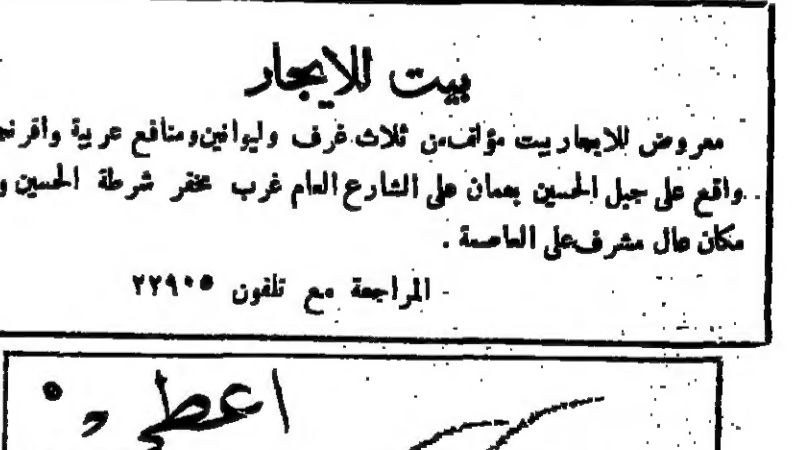 بيت للايجار
معروض للايجار بيت مؤلف من ثلاث غرف وليوانين ومنافع عربية وافرنج
واقع على جبل الحسين بعمان على الشارع العام غرب مخفر شرطة الحسين و
مكان عال مشرف على العاصمة .
المراجعة مع تلفون ٢٢٩٠٥
اعطي